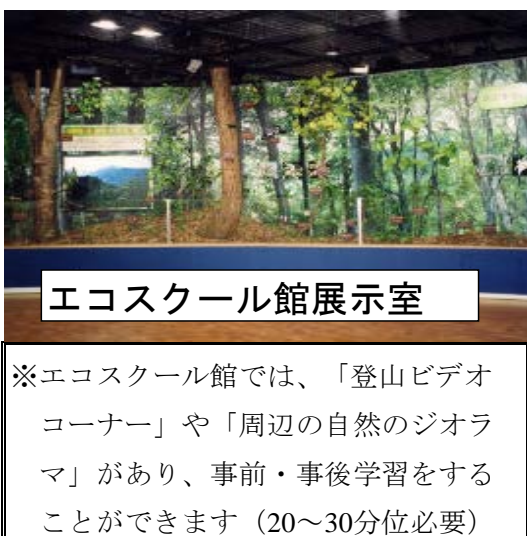 エコスクール館展示室
※エコスクール館では、「登山ビデオ
コーナー」や「周辺の自然のジオラ
マ」があり、事前・事後学習をする
ことができます（20～30分位必要）